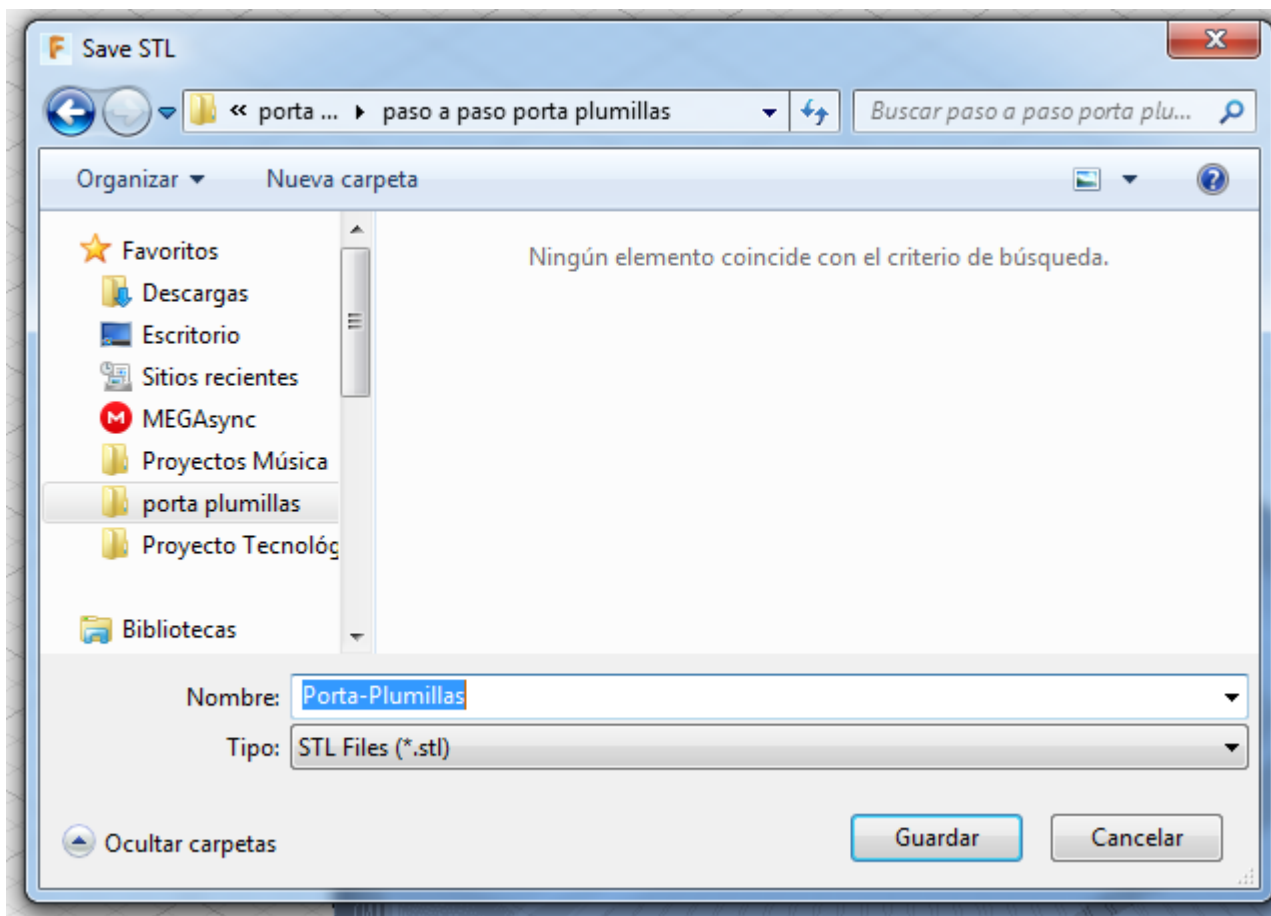 Save STL
« porta ... paso a paso porta plumillas
Buscar paso a paso porta plu...
Organizar
Nueva carpeta
Favoritos
Descargas
Escritorio
Sitios recientes
MEGAsync
Proyectos Música
porta plumillas
Proyecto Tecnológ
Bibliotecas
Ningún elemento coincide con el criterio de búsqueda.
Nombre: Porta-Plumillas
Tipo: STL Files (*.stl)
Ocultar carpetas
Guardar
Cancelar